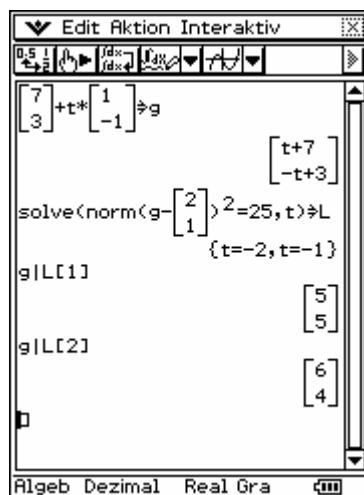 Edit Aktion Interaktiv
[7 3]+t*[1 -1]⇒g
[t+7 -t+3]
solve(norm(g-[2 1])^2=25,t)⇒L
{t=-2,t=-1}
g|L[1]
[5 5]
g|L[2]
[6 4]
Algeb Dezimal Real Gra